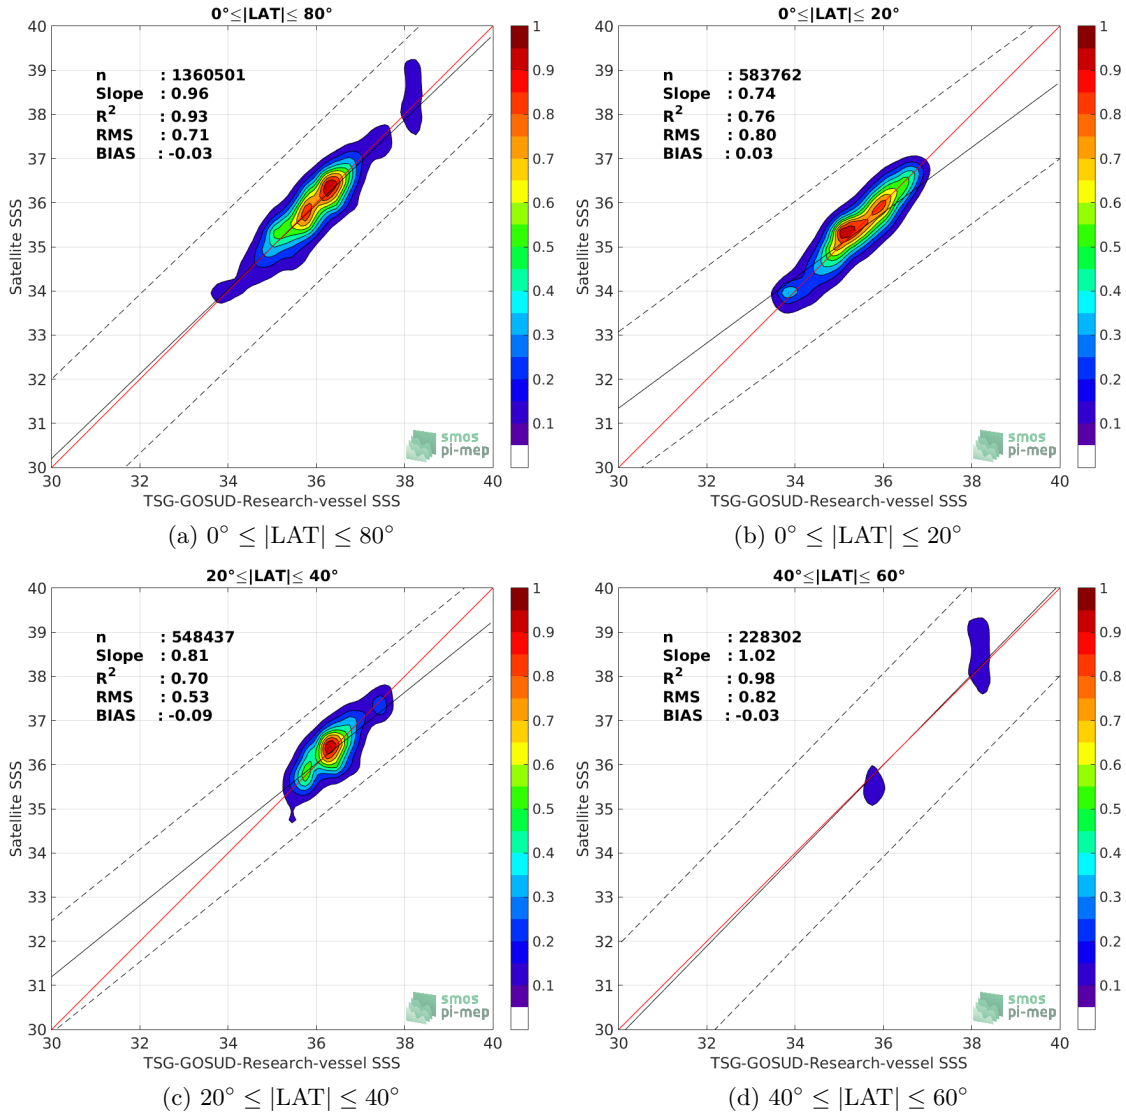 0°≤|LAT|≤ 80°
n : 1360501
Slope : 0.96
R² : 0.93
RMS : 0.71
BIAS : -0.03
Satellite SSS
40
39
38
37
36
35
34
33
32
31
30
30 32 34 36 38 40
TSG-GOSUD-Research-vessel SSS
1
0.9
0.8
0.7
0.6
0.5
0.4
0.3
0.2
0.1
smos
pi-mep
(a) 0° ≤ |LAT| ≤ 80°
0°≤|LAT|≤ 20°
n : 583762
Slope : 0.74
R² : 0.76
RMS : 0.80
BIAS : 0.03
Satellite SSS
40
39
38
37
36
35
34
33
32
31
30
30 32 34 36 38 40
TSG-GOSUD-Research-vessel SSS
1
0.9
0.8
0.7
0.6
0.5
0.4
0.3
0.2
0.1
smos
pi-mep
(b) 0° ≤ |LAT| ≤ 20°
20°≤|LAT|≤ 40°
n : 548437
Slope : 0.81
R² : 0.70
RMS : 0.53
BIAS : -0.09
Satellite SSS
40
39
38
37
36
35
34
33
32
31
30
30 32 34 36 38 40
TSG-GOSUD-Research-vessel SSS
1
0.9
0.8
0.7
0.6
0.5
0.4
0.3
0.2
0.1
smos
pi-mep
(c) 20° ≤ |LAT| ≤ 40°
40°≤|LAT|≤ 60°
n : 228302
Slope : 1.02
R² : 0.98
RMS : 0.82
BIAS : -0.03
Satellite SSS
40
39
38
37
36
35
34
33
32
31
30
30 32 34 36 38 40
TSG-GOSUD-Research-vessel SSS
1
0.9
0.8
0.7
0.6
0.5
0.4
0.3
0.2
0.1
smos
pi-mep
(d) 40° ≤ |LAT| ≤ 60°